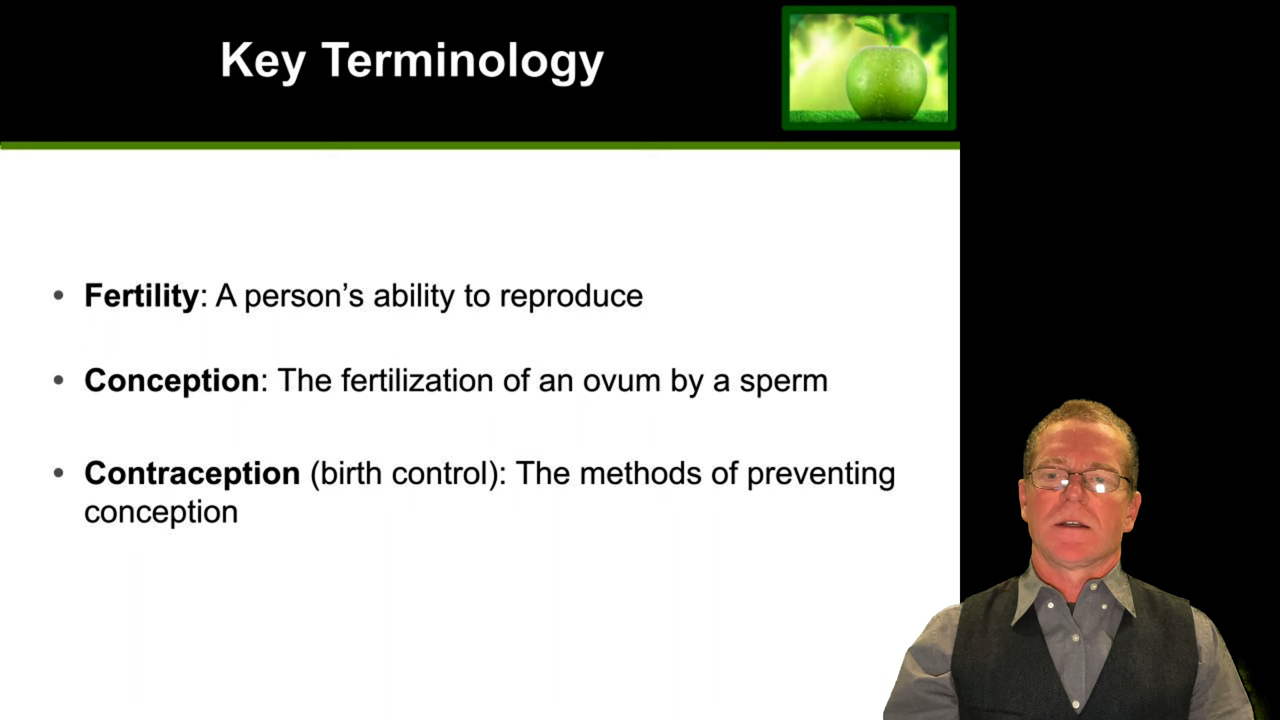 Key Terminology
• Fertility: A person’s ability to reproduce
• Conception: The fertilization of an ovum by a sperm
• Contraception (birth control): The methods of preventing
conception